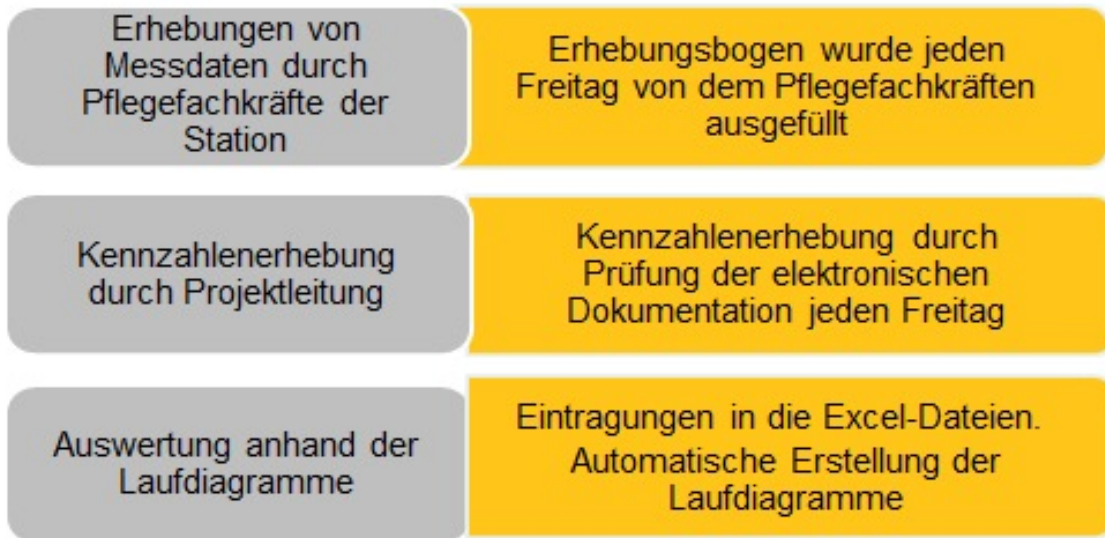 Erhebungen von
Messdaten durch
Pflegefachkräfte der
Station
Erhebungsbogen wurde jeden
Freitag von dem Pflegefachkräften
ausgefüllt
Kennzahlenerhebung
durch Projektleitung
Kennzahlenerhebung durch
Prüfung der elektronischen
Dokumentation jeden Freitag
Auswertung anhand der
Laufdiagramme
Eintragungen in die Excel-Dateien.
Automatische Erstellung der
Laufdiagramme